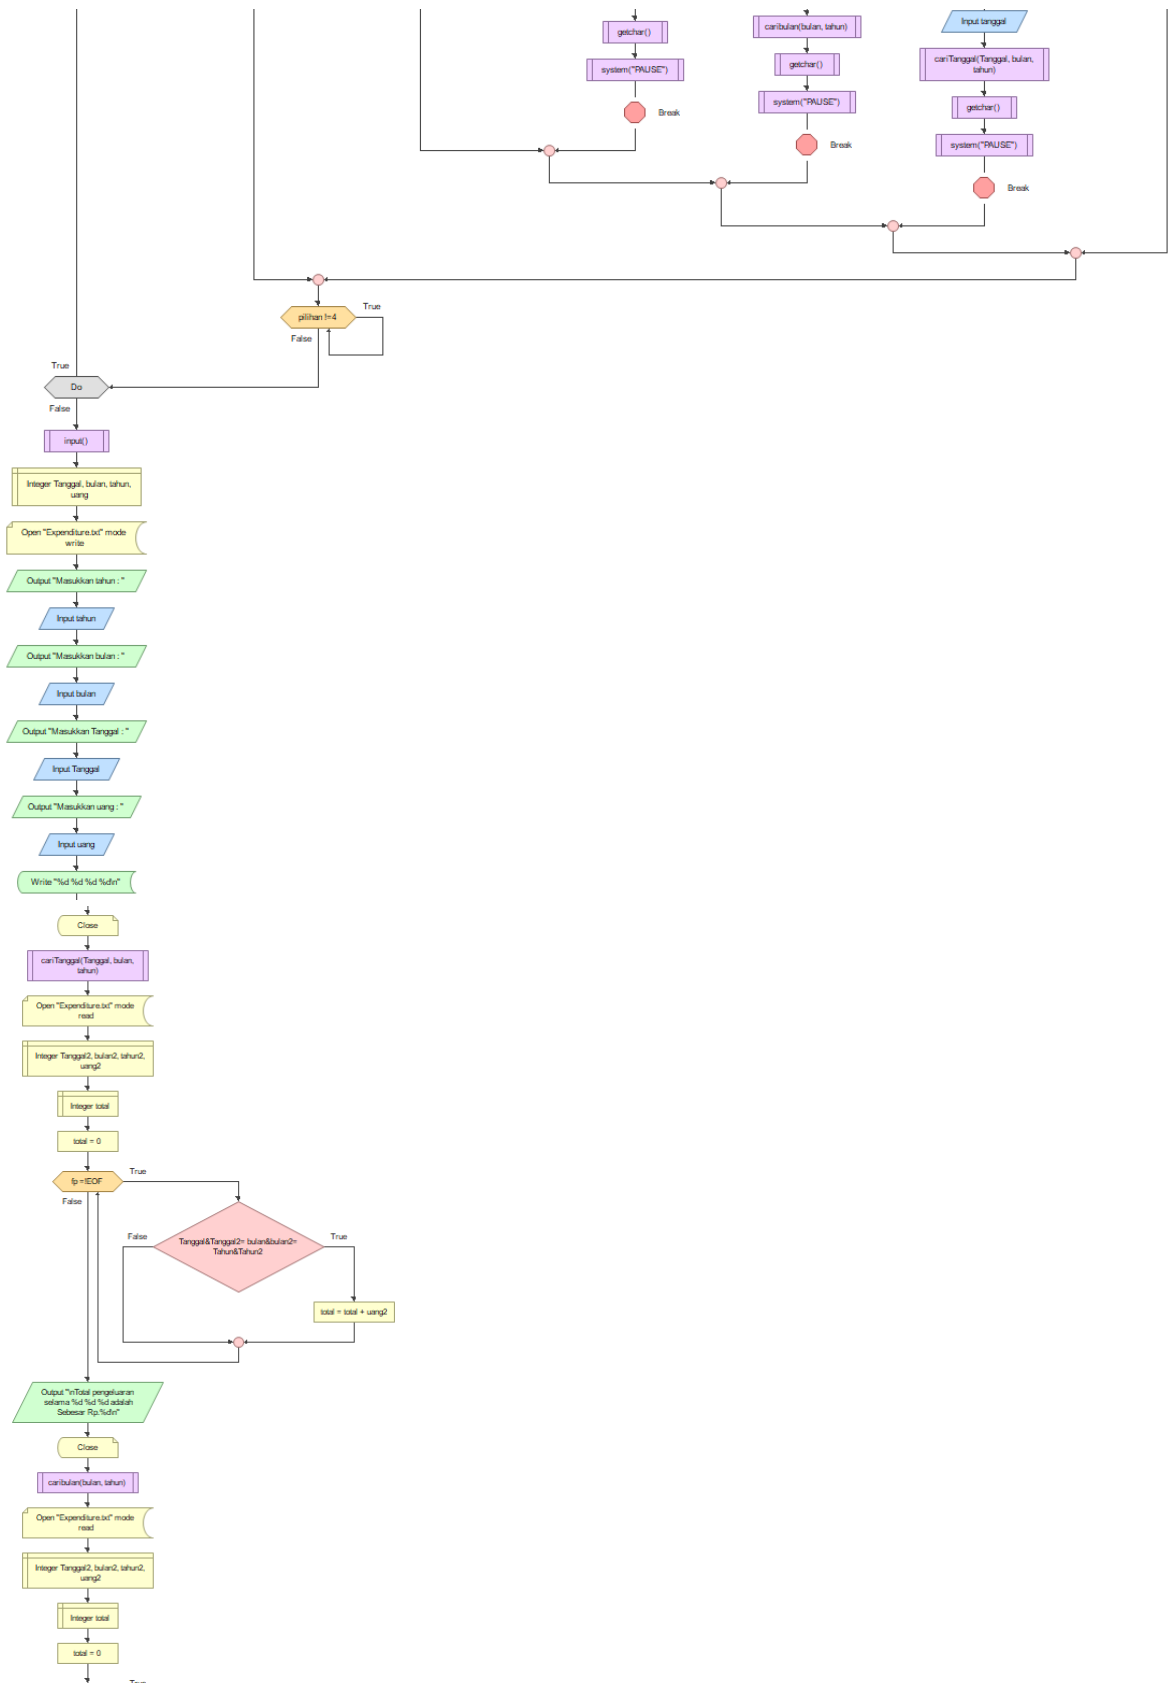 getchar()
system("PAUSE")
Break
caribulan(bulan, tahun)
getchar()
system("PAUSE")
Break
Input tanggal
cariTanggal(Tanggal, bulan,
tahun)
getchar()
system("PAUSE")
Break
pilihan !=4
True
False
True
Do
False
input()
Integer Tanggal, bulan, tahun,
uang
Open "Expenditure.txt" mode
write
Output "Masukkan tahun : "
Input tahun
Output "Masukkan bulan : "
Input bulan
Output "Masukkan Tanggal : "
Input Tanggal
Output "Masukkan uang : "
Input uang
Write "%d %d %d %d\n"
Close
cariTanggal(Tanggal, bulan,
tahun)
Open "Expenditure.txt" mode
read
Integer Tanggal2, bulan2, tahun2,
uang2
Integer total
total = 0
fp =!EOF
True
False
Tanggal&Tanggal2= bulan&bulan2=
Tahun&Tahun2
False
True
total = total + uang2
Output "\nTotal pengeluaran
selama %d %d %d adalah
Sebesar Rp.%d\n"
Close
caribulan(bulan, tahun)
Open "Expenditure.txt" mode
read
Integer Tanggal2, bulan2, tahun2,
uang2
Integer total
total = 0